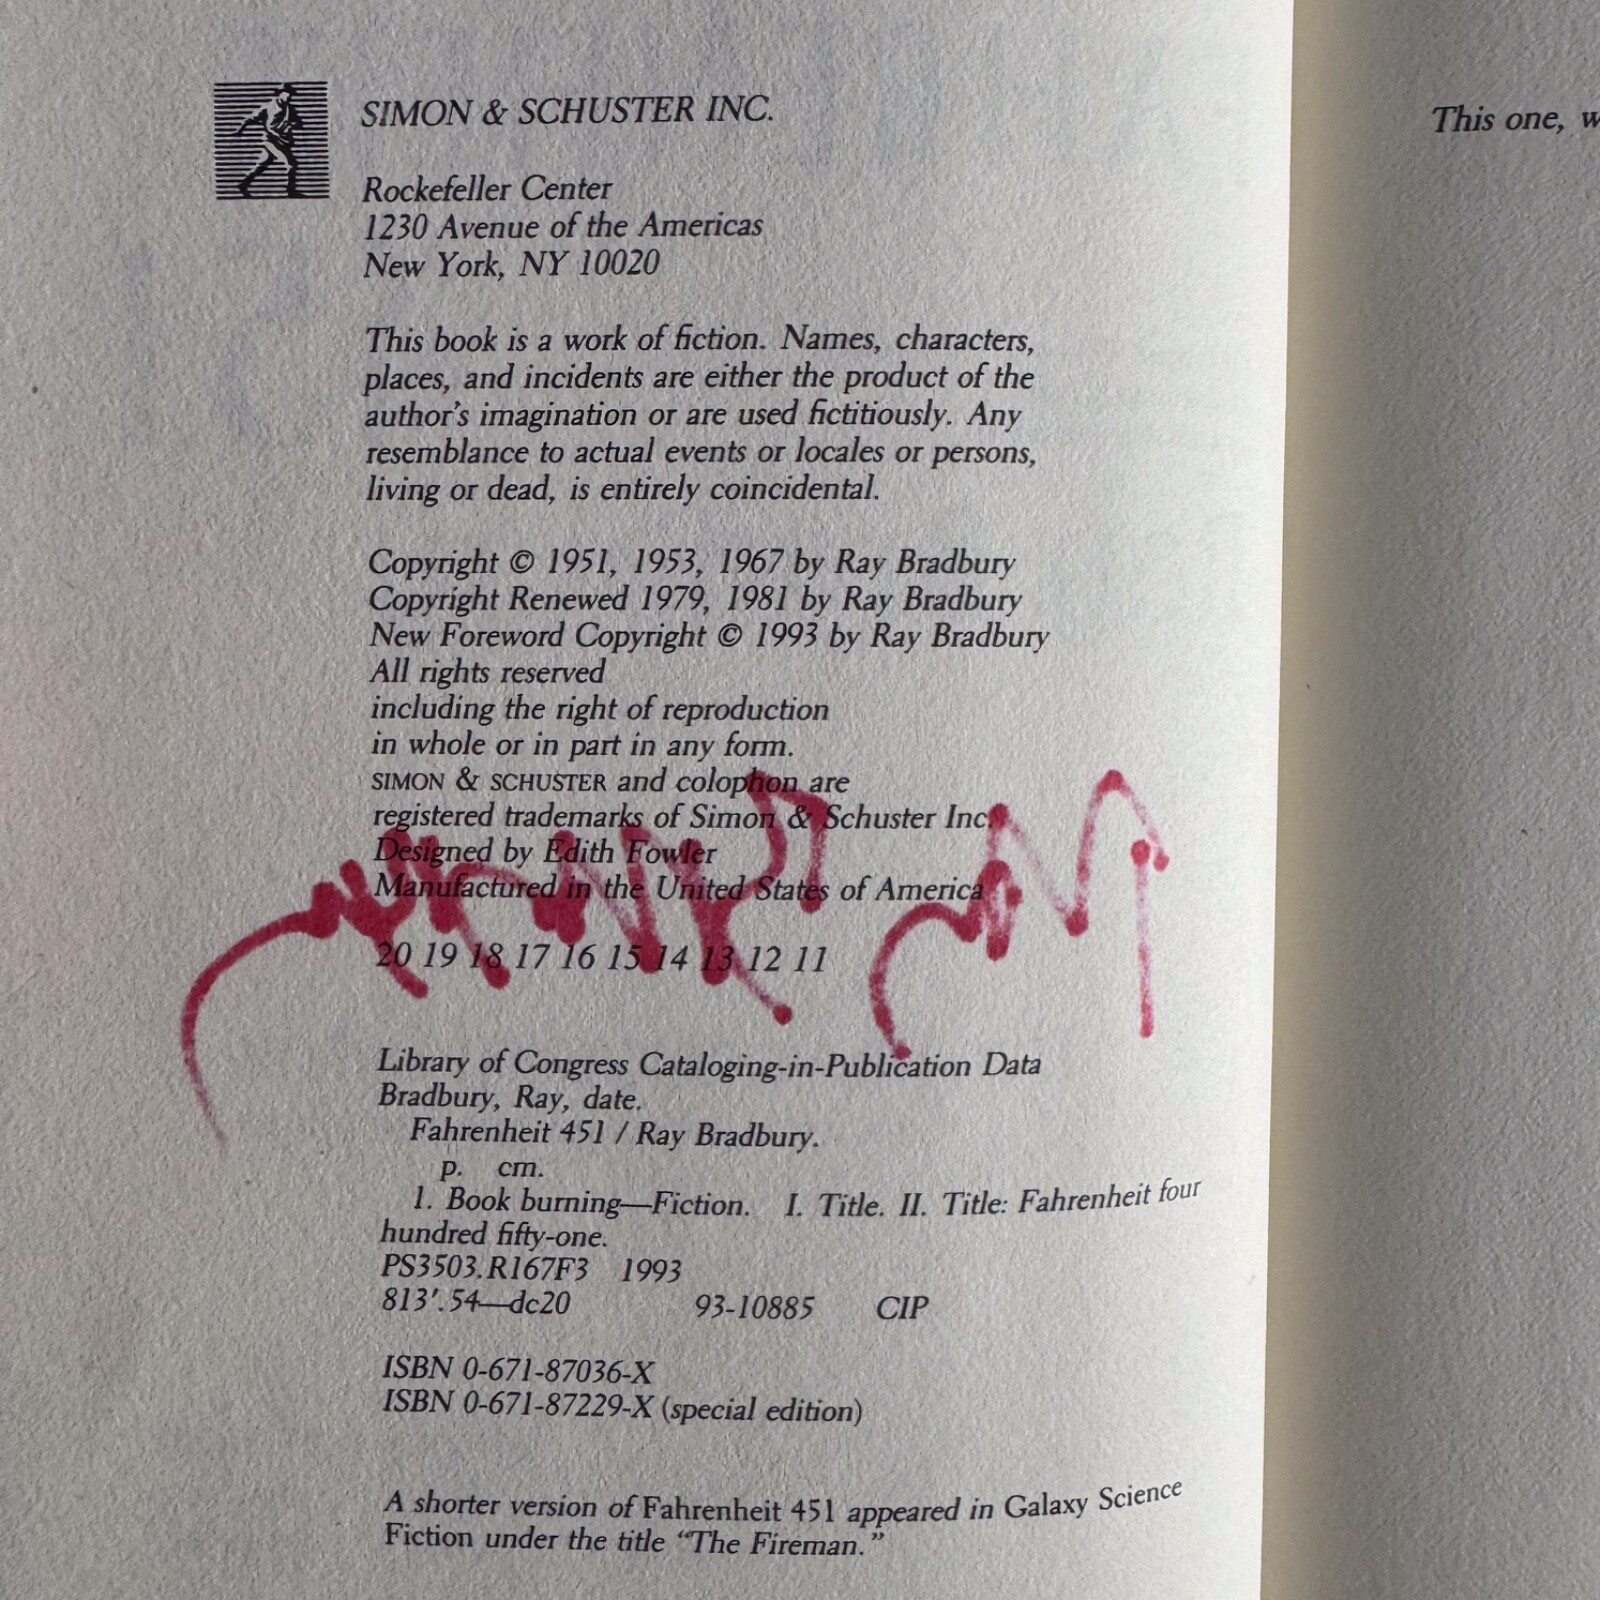 SIMON & SCHUSTER INC.
Rockefeller Center
1230 Avenue of the Americas
New York, NY 10020
This book is a work of fiction. Names, characters,
places, and incidents are either the product of the
author's imagination or are used fictitiously. Any
resemblance to actual events or locales or persons,
living or dead, is entirely coincidental.
Copyright © 1951, 1953, 1967 by Ray Bradbury
Copyright Renewed 1979, 1981 by Ray Bradbury
New Foreword Copyright © 1993 by Ray Bradbury
All rights reserved
including the right of reproduction
in whole or in part in any form.
SIMON & SCHUSTER and colophon are
registered trademarks of Simon & Schuster Inc.
Designed by Edith Fowler
Manufactured in the United States of America
20 19 18 17 16 15 14 13 12 11
Library of Congress Cataloging-in-Publication Data
Bradbury, Ray, date.
Fahrenheit 451 / Ray Bradbury.
p. cm.
1. Book burning—Fiction. I. Title. II. Title: Fahrenheit four
hundred fifty-one.
PS3503.R167F3 1993
813'.54—dc20 93-10885 CIP
ISBN 0-671-87036-X
ISBN 0-671-87229-X (special edition)
A shorter version of Fahrenheit 451 appeared in Galaxy Science
Fiction under the title “The Fireman.”
This one,